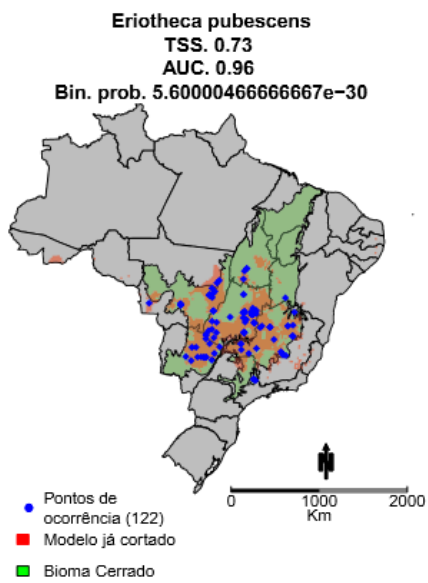 Eriotheca pubescens
TSS. 0.73
AUC. 0.96
Bin. prob. 5.60000466666667e−30
N
0 1000 2000
Km
Pontos de
ocorrência (122)
Modelo já cortado
Bioma Cerrado